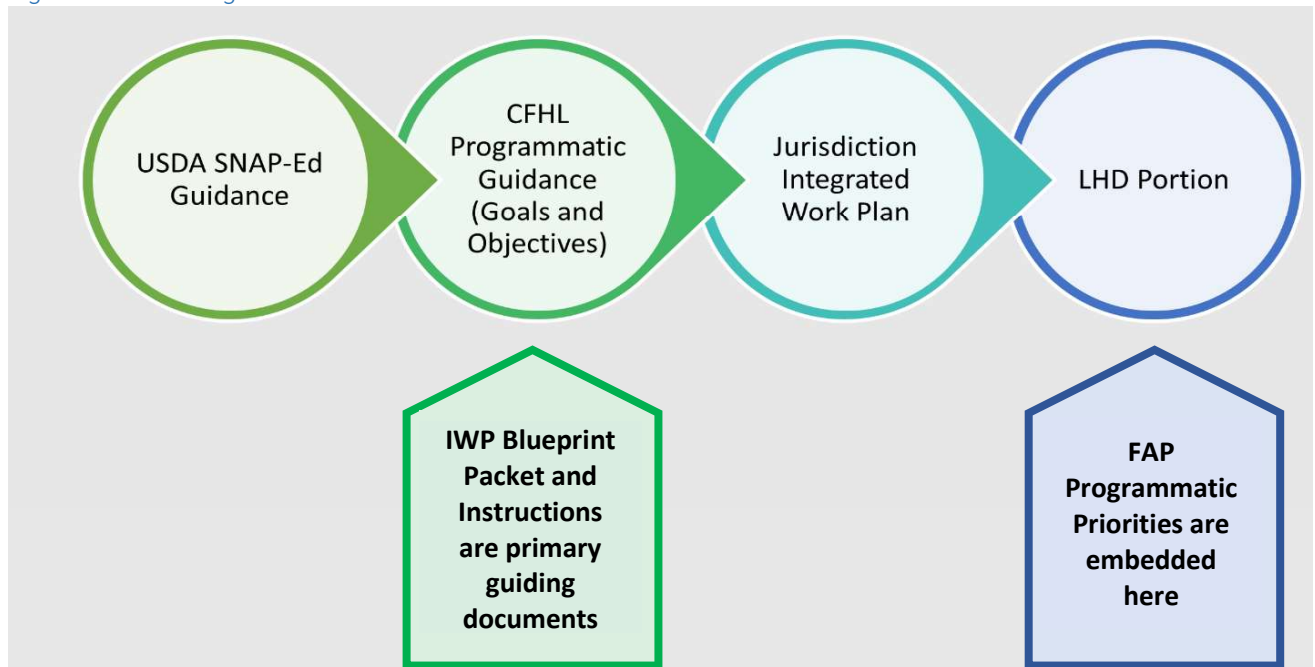 USDA SNAP-Ed
Guidance
CFHL
Programmatic
Guidance
(Goals and
Objectives)
Jurisdiction
Integrated
Work Plan
LHD Portion
IWP Blueprint
Packet and
Instructions
are primary
guiding
documents
FAP
Programmatic
Priorities are
embedded
here